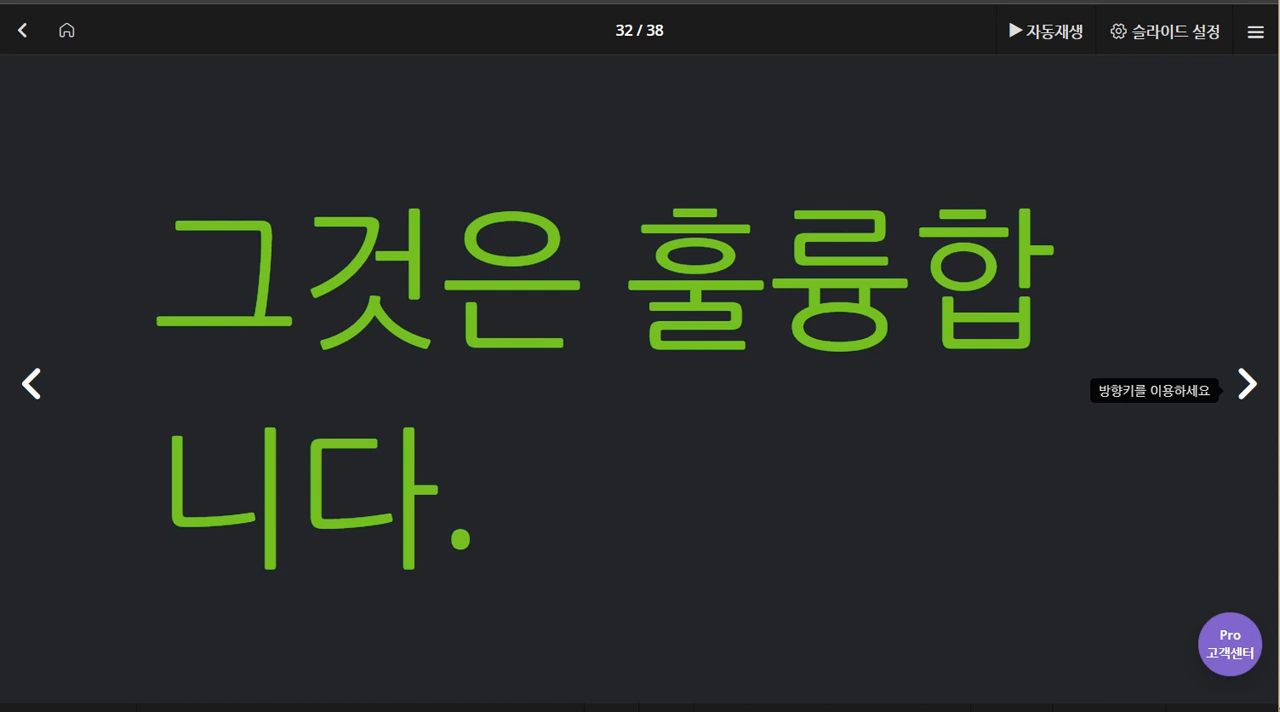 32 / 38
▶ 자동재생
슬라이드 설정
그것은 훌륭합
니다.
방향키를 이용하세요
Pro
고객센터